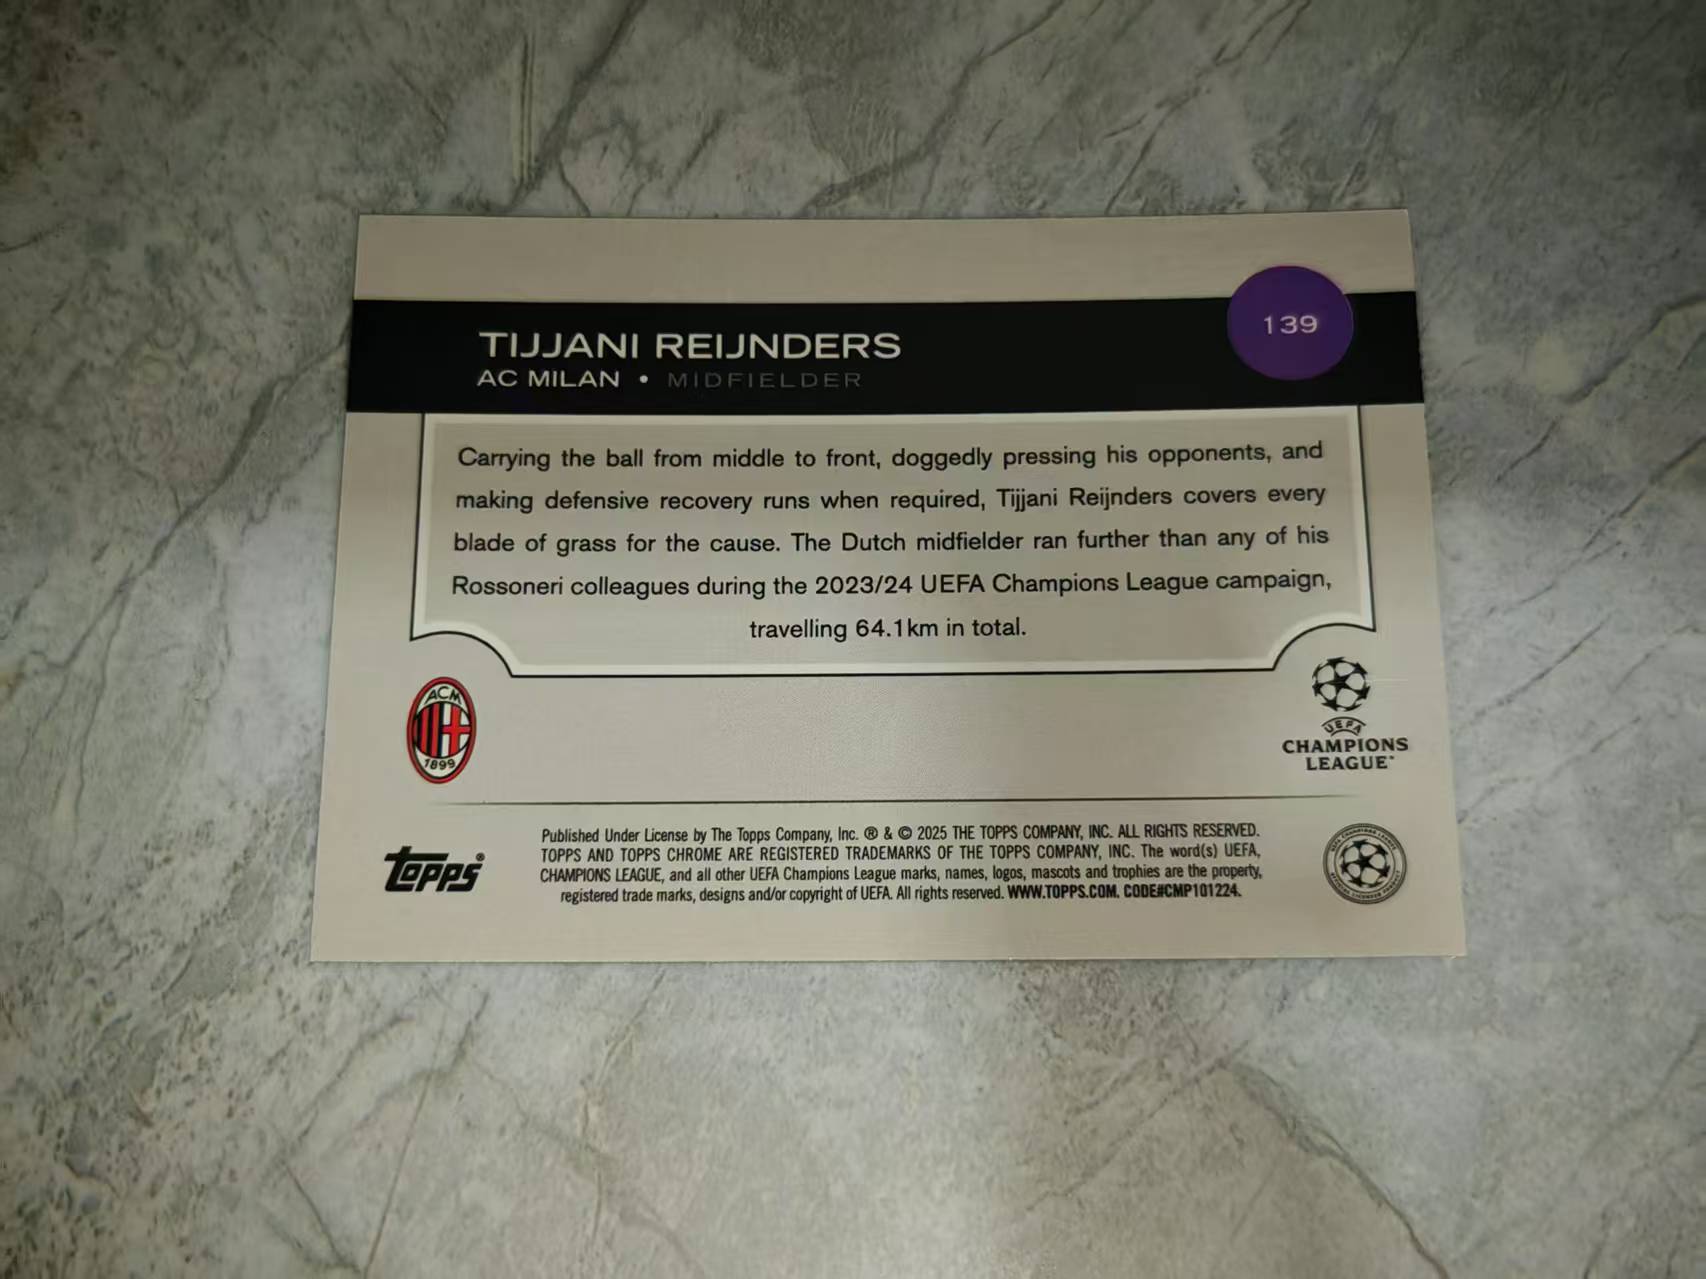 139
TIJJANI REIJNDERS
AC MILAN • MIDFIELDER
Carrying the ball from middle to front, doggedly pressing his opponents, and
making defensive recovery runs when required, Tijjani Reijnders covers every
blade of grass for the cause. The Dutch midfielder ran further than any of his
Rossoneri colleagues during the 2023/24 UEFA Champions League campaign,
travelling 64.1km in total.
ACM
1899
UEFA
CHAMPIONS
LEAGUE
topps®
Published Under License by The Topps Company, Inc. ® & © 2025 THE TOPPS COMPANY, INC. ALL RIGHTS RESERVED.
TOPPS AND TOPPS CHROME ARE REGISTERED TRADEMARKS OF THE TOPPS COMPANY, INC. The word(s) UEFA,
CHAMPIONS LEAGUE, and all other UEFA Champions League marks, names, logos, mascots and trophies are the property,
registered trade marks, designs and/or copyright of UEFA. All rights reserved. WWW.TOPPS.COM. CODE#CMP101224.